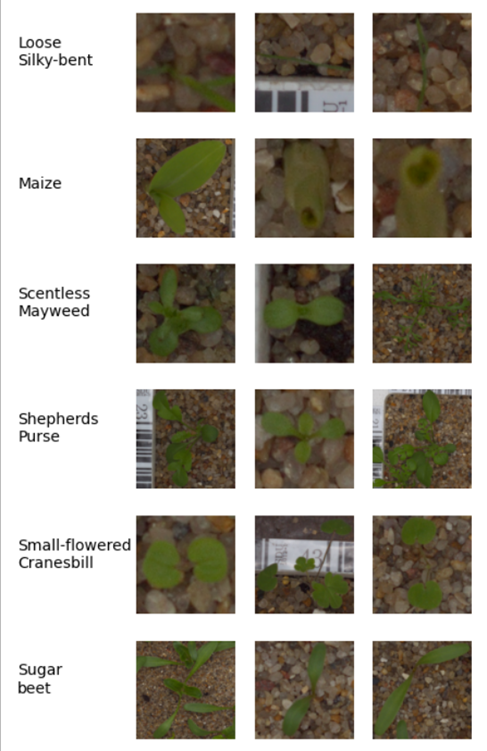 Loose
Silky-bent
Maize
Scentless
Mayweed
Shepherds
Purse
Small-flowered
Cranesbill
Sugar
beet